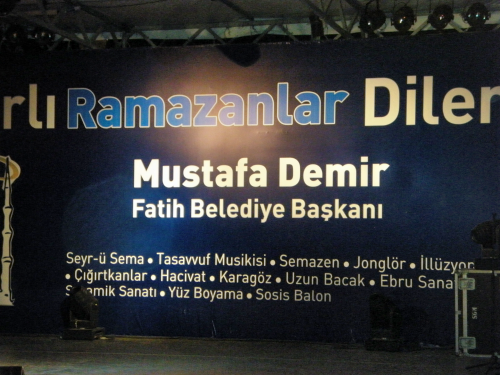 rlı Ramazanlar Diler
Mustafa Demir
Fatih Belediye Başkanı
Seyr-ü Sema • Tasavvuf Musikisi • Semazen • Jonglör • İllüzyon
• Çığırtkanlar • Hacivat • Karagöz • Uzun Bacak • Ebru Sana
Seramik Sanatı • Yüz Boyama • Sosis Balon